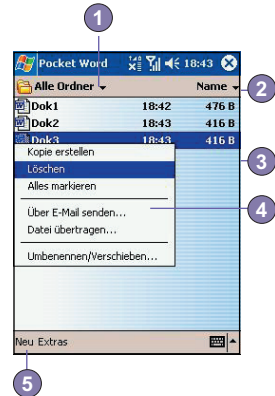 1
Pocket Word 18:43
Alle Ordner Name
2
Dok1 18:42 476 B
Dok2 18:43 416 B
Dok3 18:43 416 B
3
Kopie erstellen
Löschen
Alles markieren
Über E-Mail senden...
4
Datei übertragen...
Umbenennen/Verschieben...
Neu Extras
5